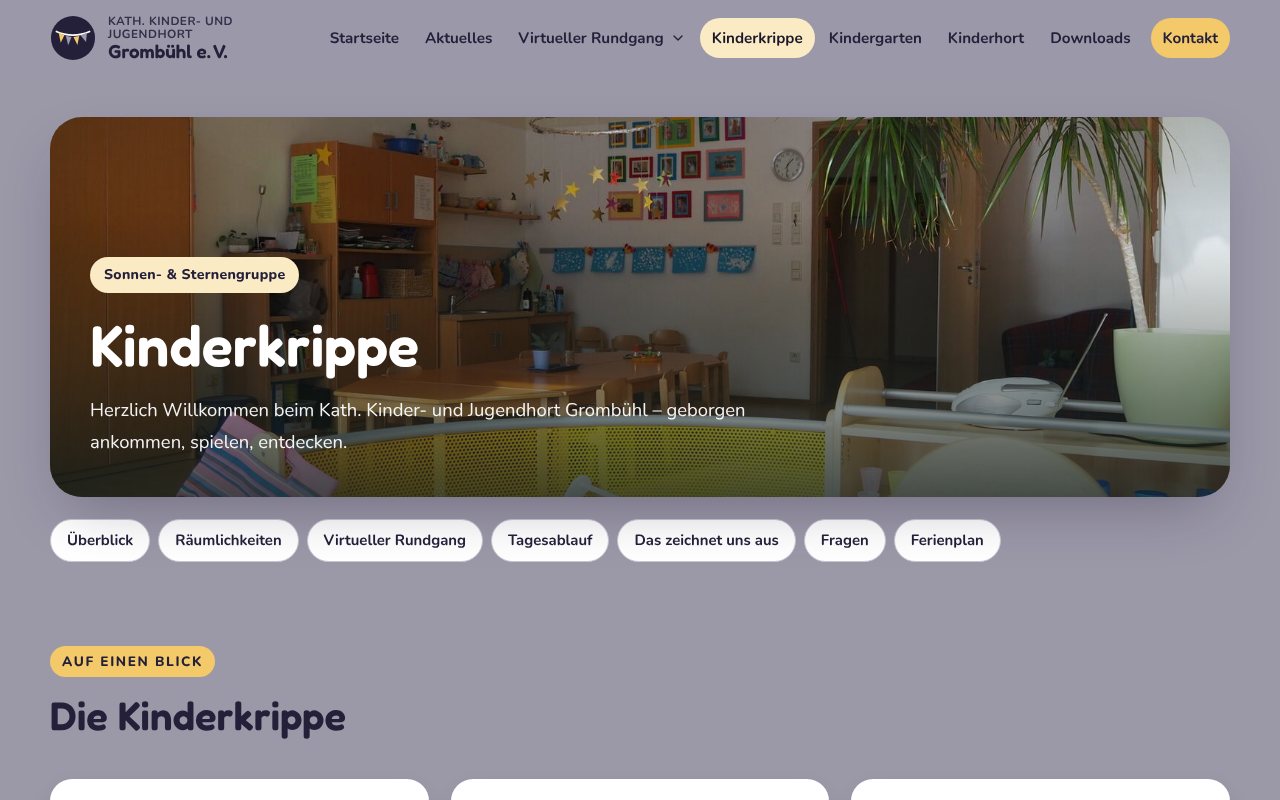 KATH. KINDER- UND
JUGENDHORT
Grombühl e.V.
Startseite
Aktuelles
Virtueller Rundgang
Kinderkrippe
Kindergarten
Kinderhort
Downloads
Kontakt
Sonnen- & Sternengruppe
Kinderkrippe
Herzlich Willkommen beim Kath. Kinder- und Jugendhort Grombühl – geborgen
ankommen, spielen, entdecken.
Überblick
Räumlichkeiten
Virtueller Rundgang
Tagesablauf
Das zeichnet uns aus
Fragen
Ferienplan
AUF EINEN BLICK
Die Kinderkrippe